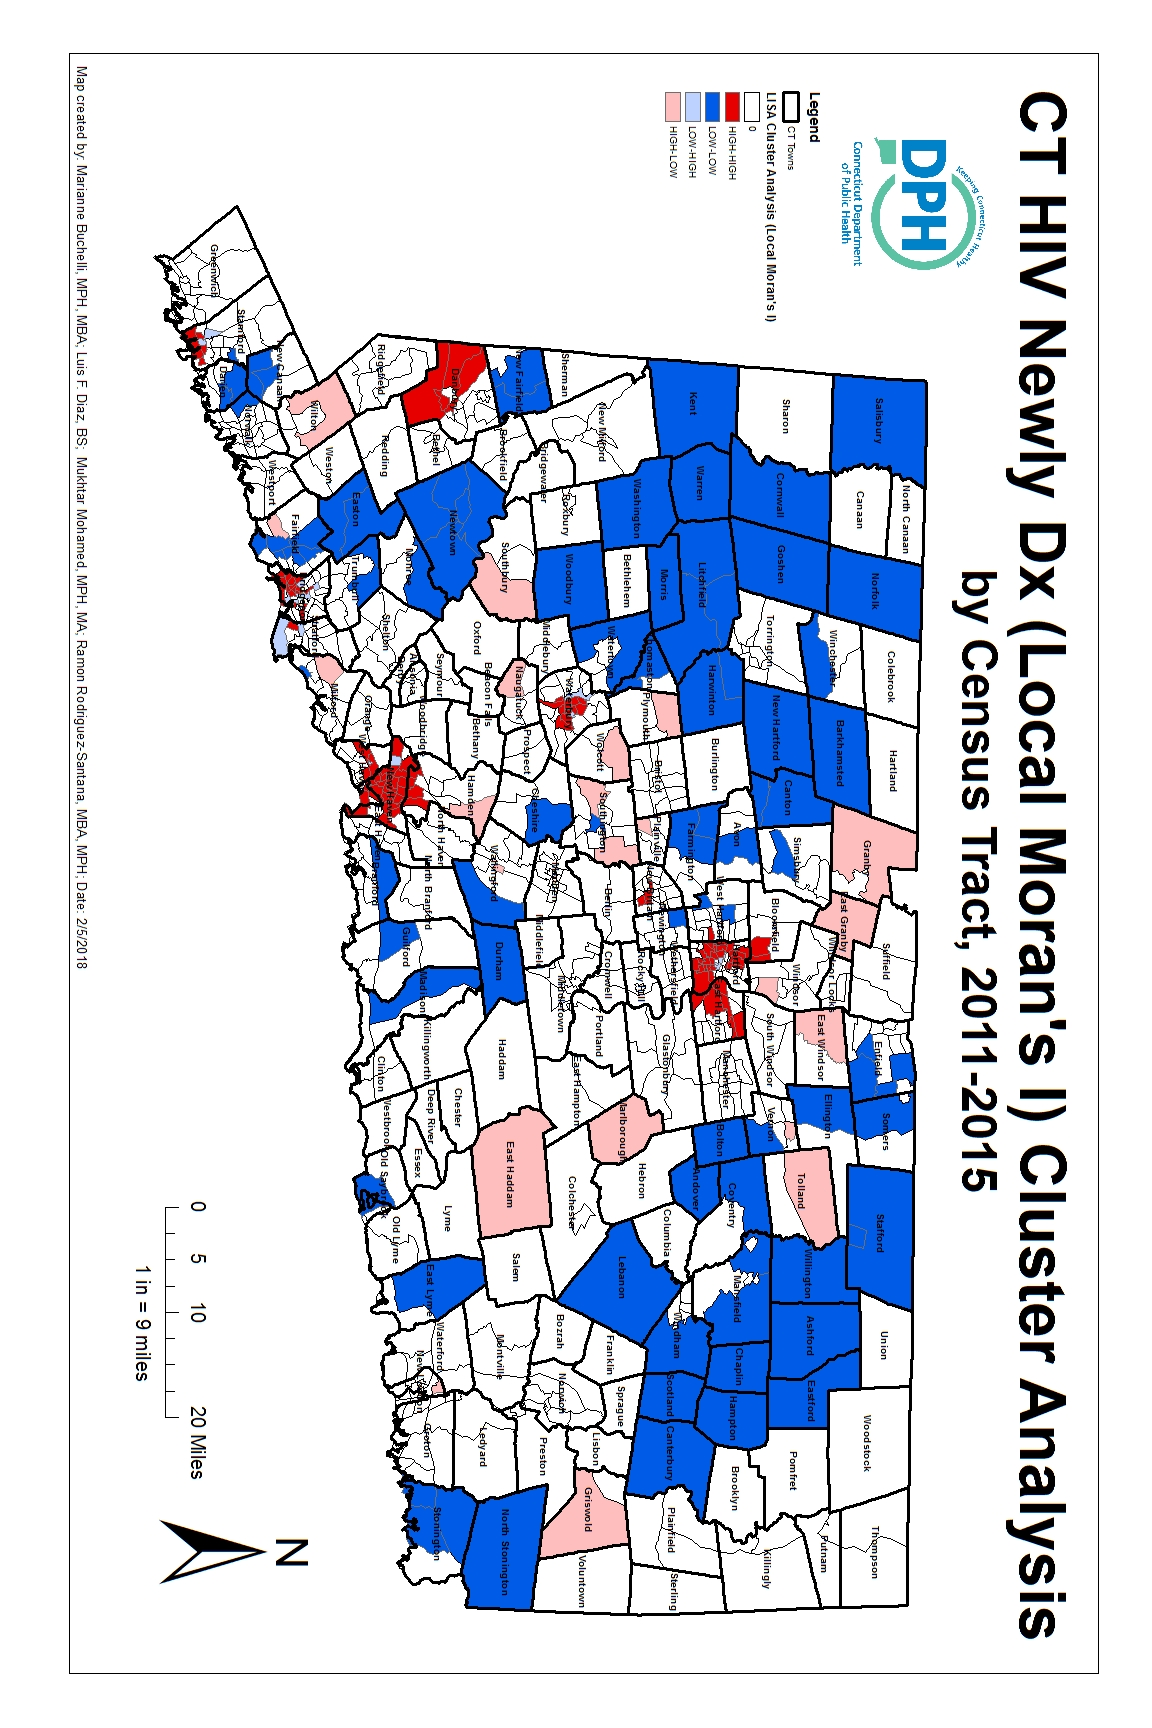 CT HIV Newly Dx (Local Moran's I) Cluster Analysis
by Census Tract, 2011-2015
Keeping Connecticut Healthy
DPH
Connecticut Department
of Public Health
Legend
CT Towns
LISA Cluster Analysis (Local Moran's I)
0
HIGH-HIGH
LOW-LOW
LOW-HIGH
HIGH-LOW
Salisbury
North Canaan
Canaan
Norfolk
Colebrook
Hartland
Granby
East Granby
Suffield
Windsor Locks
Enfield
Somers
Stafford
Union
Woodstock
Thompson
Sharon
Cornwall
Goshen
Torrington
Winchester
Barkhamsted
New Hartford
Canton
Simsbury
Bloomfield
Windsor
East Windsor
South Windsor
Ellington
Vernon
Tolland
Willington
Ashford
Eastford
Pomfret
Putnam
Killingly
Kent
Warren
Litchfield
Harwinton
Burlington
Avon
Farmington
West Hartford
Hartford
East Hartford
Manchester
Bolton
Coventry
Andover
Mansfield
Chaplin
Hampton
Brooklyn
Sherman
New Milford
Washington
Morris
Bethlehem
Watertown
Thomaston
Plymouth
Bristol
Plainville
New Britain
Newington
Wethersfield
Rocky Hill
Glastonbury
Marlborough
Hebron
Columbia
Lebanon
Windham
Scotland
Canterbury
Plainfield
Sterling
New Fairfield
Danbury
Brookfield
Bridgewater
Roxbury
Woodbury
Southbury
Middlebury
Waterbury
Wolcott
Southington
Berlin
Cromwell
Portland
Middletown
Middlefield
East Hampton
Colchester
Bozrah
Franklin
Sprague
Norwich
Lisbon
Preston
Griswold
Voluntown
Ridgefield
Redding
Bethel
Newtown
Monroe
Oxford
Seymour
Beacon Falls
Naugatuck
Prospect
Cheshire
Bethany
Meriden
Wallingford
Durham
Haddam
East Haddam
Salem
Montville
Ledyard
North Stonington
Stonington
Wilton
Weston
Easton
Trumbull
Shelton
Ansonia
Derby
Woodbridge
Orange
Hamden
North Haven
North Branford
Guilford
Madison
Killingworth
Chester
Deep River
Essex
Lyme
Old Lyme
East Lyme
Waterford
New London
Groton
Greenwich
Stamford
New Canaan
Darien
Norwalk
Westport
Fairfield
Stratford
Milford
New Haven
East Haven
Branford
Clinton
Westbrook
Old Saybrook
0 5 10 20 Miles
1 in = 9 miles
N
Map created by: Marianne Buchelli, MPH, MBA; Luis F. Diaz, BS; Mukhtar Mohamed, MPH, MA; Ramon Rodriguez-Santana, MBA, MPH; Date: 2/5/2018